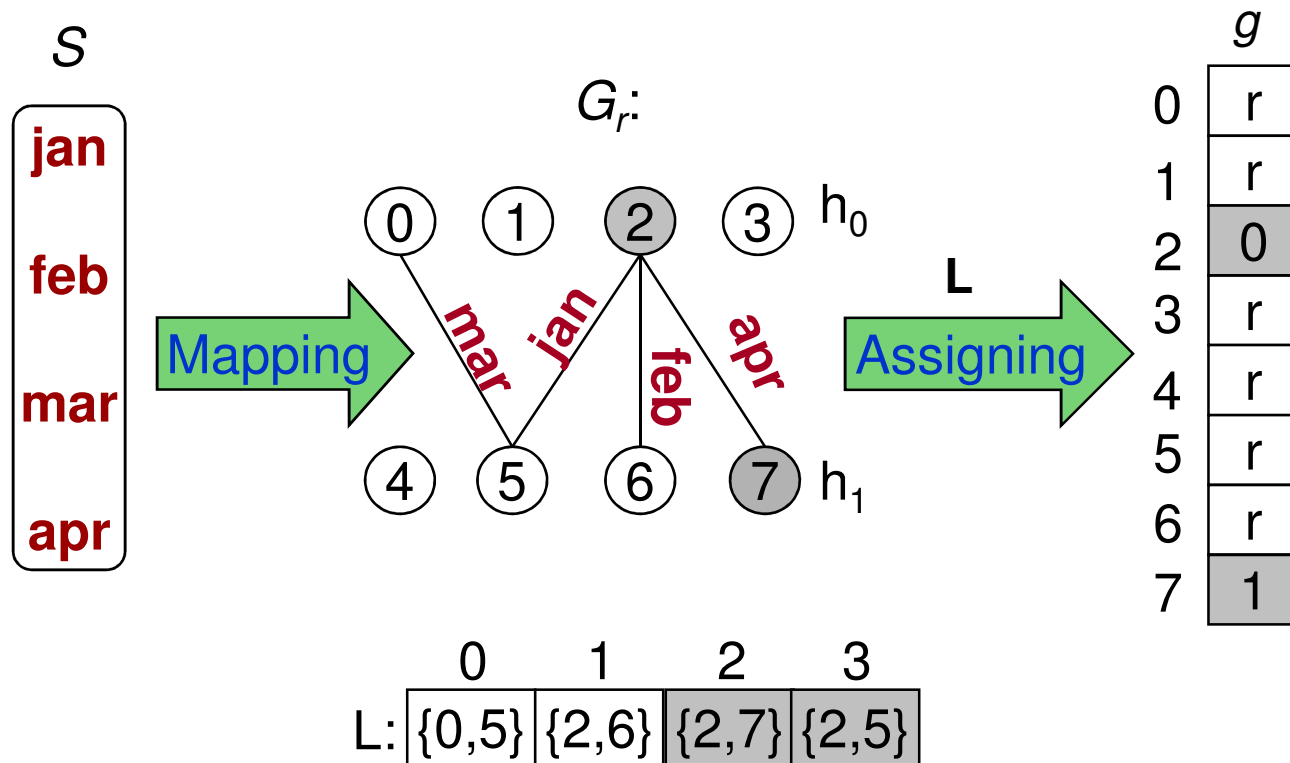 S
jan
feb
mar
apr
Mapping
Gᵣ:
0 1 2 3 h₀
mar jan feb apr
4 5 6 7 h₁
L
Assigning
g
0 r
1 r
2 0
3 r
4 r
5 r
6 r
7 1
0 1 2 3
L: {0,5} {2,6} {2,7} {2,5}